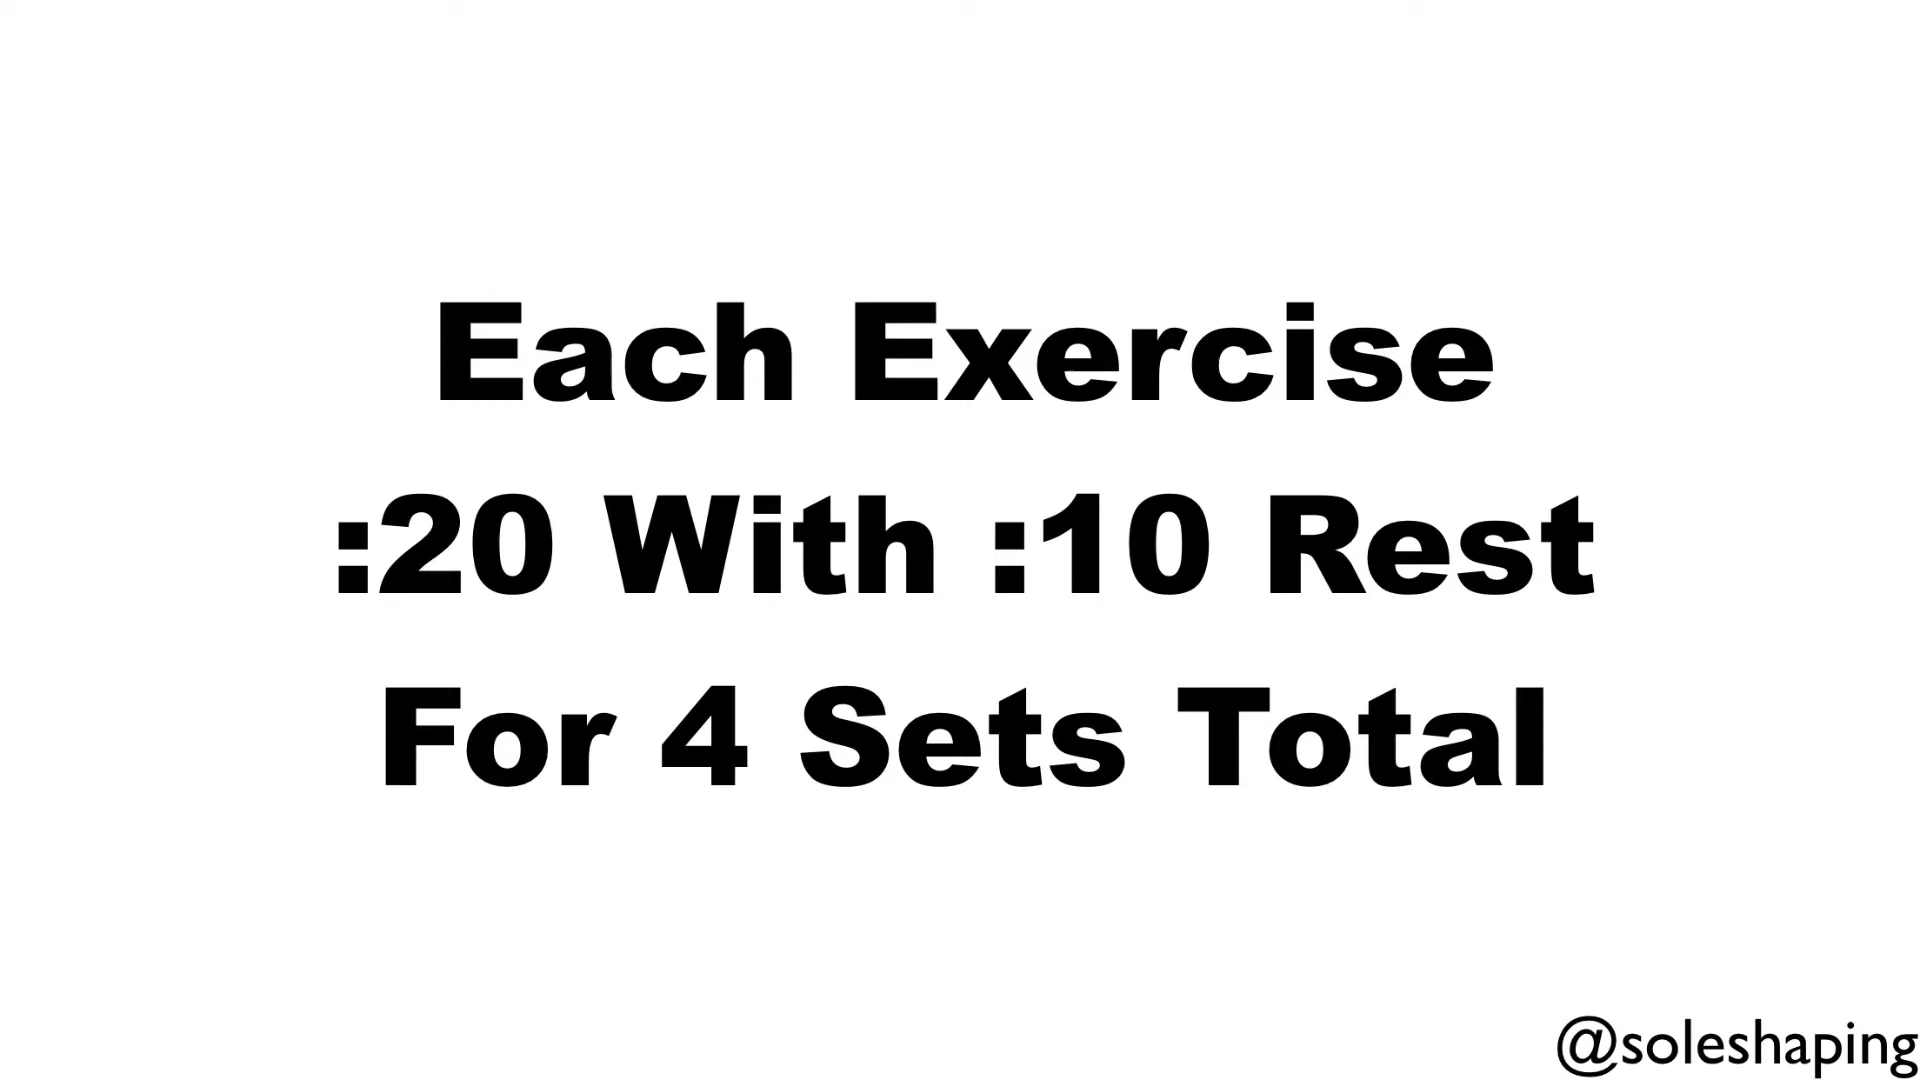 Each Exercise
:20 With :10 Rest
For 4 Sets Total
@soleshaping